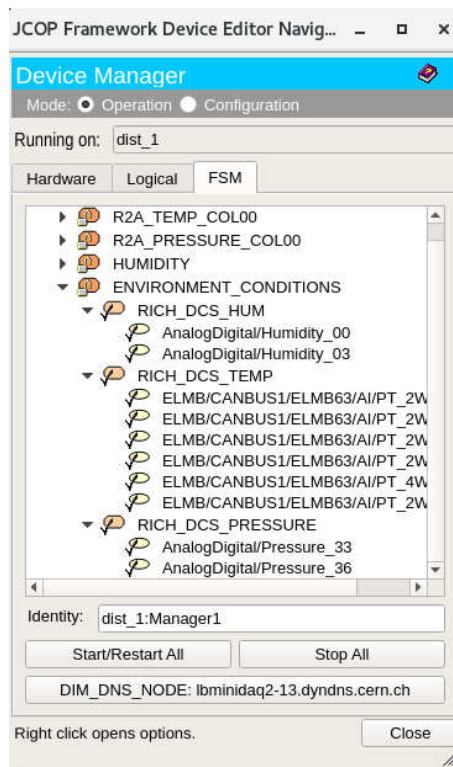 JCOP Framework Device Editor Navig...
Device Manager
Mode: Operation Configuration
Running on: dist_1
Hardware Logical FSM
R2A_TEMP_COL00
R2A_PRESSURE_COL00
HUMIDITY
ENVIRONMENT_CONDITIONS
RICH_DCS_HUM
AnalogDigital/Humidity_00
AnalogDigital/Humidity_03
RICH_DCS_TEMP
ELMB/CANBUS1/ELMB63/AI/PT_2W
ELMB/CANBUS1/ELMB63/AI/PT_2W
ELMB/CANBUS1/ELMB63/AI/PT_2W
ELMB/CANBUS1/ELMB63/AI/PT_2W
ELMB/CANBUS1/ELMB63/AI/PT_4W
ELMB/CANBUS1/ELMB63/AI/PT_2W
RICH_DCS_PRESSURE
AnalogDigital/Pressure_33
AnalogDigital/Pressure_36
Identity: dist_1:Manager1
Start/Restart All Stop All
DIM_DNS_NODE: lbminidaq2-13.dyndns.cern.ch
Right click opens options. Close